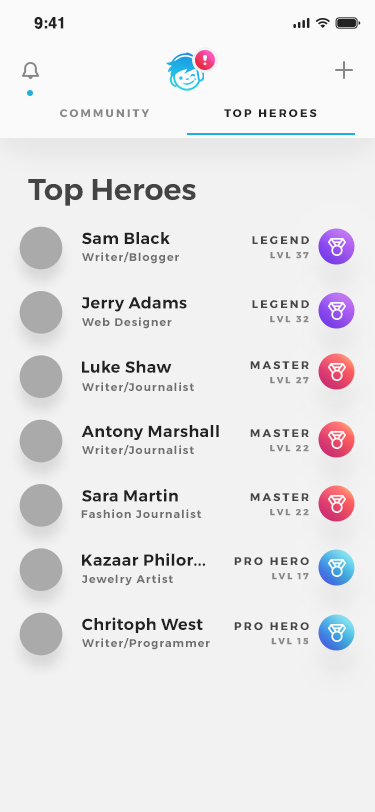 9:41
COMMUNITY
TOP HEROES
Top Heroes
Sam Black
Writer/Blogger
LEGEND
LVL 37
Jerry Adams
Web Designer
LEGEND
LVL 32
Luke Shaw
Writer/Journalist
MASTER
LVL 27
Antony Marshall
Writer/Journalist
MASTER
LVL 22
Sara Martin
Fashion Journalist
MASTER
LVL 22
Kazaar Philor...
Jewelry Artist
PRO HERO
LVL 17
Chritoph West
Writer/Programmer
PRO HERO
LVL 15